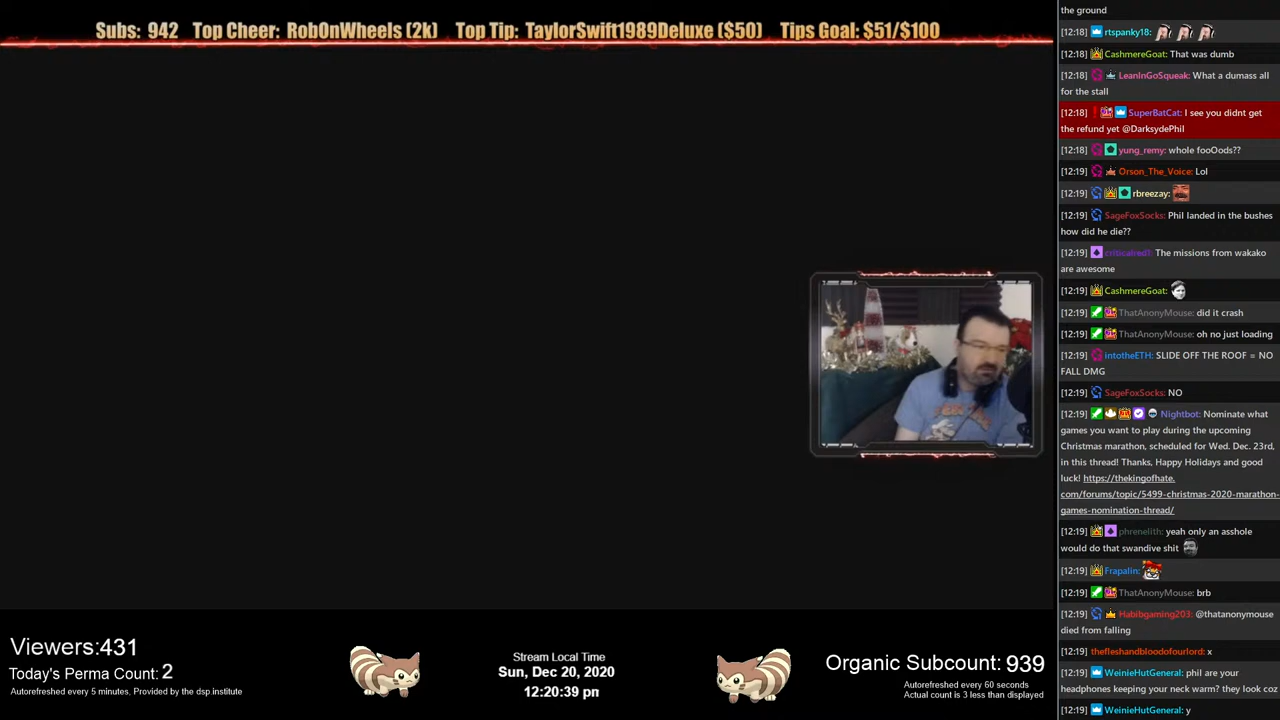 Subs: 942 Top Cheer: RobOnWheels (2k) Top Tip: TaylorSwift1989Deluxe ($50) Tips Goal: $51/$100
the ground
[12:18] rtspanky18:
[12:18] CashmereGoat: That was dumb
[12:18] LeanInGoSqueak: What a dumass all
for the stall
[12:18] SuperBatCat: I see you didnt get
the refund yet @DarksydePhil
[12:18] yung_remy: whole fooOods??
[12:19] Orson_The_Voice: Lol
[12:19] rbreezay:
[12:19] SageFoxSocks: Phil landed in the bushes
how did he die??
[12:19] criticalred7: The missions from wakako
are awesome
[12:19] CashmereGoat:
[12:19] ThatAnonyMouse: did it crash
[12:19] ThatAnonyMouse: oh no just loading
[12:19] intotheETH: SLIDE OFF THE ROOF = NO
FALL DMG
[12:19] SageFoxSocks: NO
[12:19] Nightbot: Nominate what
games you want to play during the upcoming
Christmas marathon, scheduled for Wed. Dec. 23rd,
in this thread! Thanks, Happy Holidays and good
luck! https://thekingofhate.
com/forums/topic/5499-christmas-2020-marathon-
games-nomination-thread/
[12:19] phrenelith: yeah only an asshole
would do that swandive shit
[12:19] Frapalin:
[12:19] ThatAnonyMouse: brb
[12:19] Habibgaming203: @thatanonymouse
died from falling
[12:19] thefleshandbloodofourlord: x
[12:19] WeinieHutGeneral: phil are your
headphones keeping your neck warm? they look coz
[12:19] WeinieHutGeneral: y
Viewers:431
Today's Perma Count: 2
Autorefreshed every 5 minutes, Provided by the dsp.institute
Stream Local Time
Sun, Dec 20, 2020
12:20:39 pm
Organic Subcount: 939
Autorefreshed every 60 seconds
Actual count is 3 less than displayed